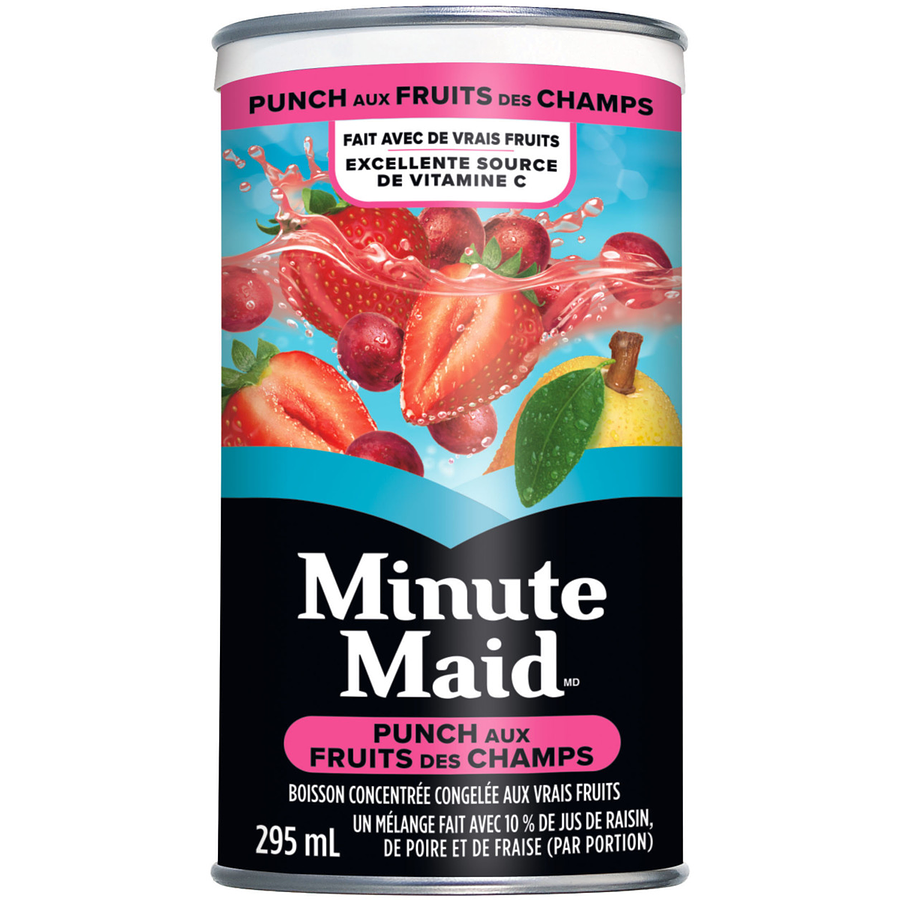 PUNCH AUX FRUITS DES CHAMPS
FAIT AVEC DE VRAIS FRUITS
EXCELLENTE SOURCE
DE VITAMINE C
Minute
Maid MD
PUNCH AUX
FRUITS DES CHAMPS
BOISSON CONCENTRÉE CONGELÉE AUX VRAIS FRUITS
295 mL
UN MÉLANGE FAIT AVEC 10 % DE JUS DE RAISIN,
DE POIRE ET DE FRAISE (PAR PORTION)